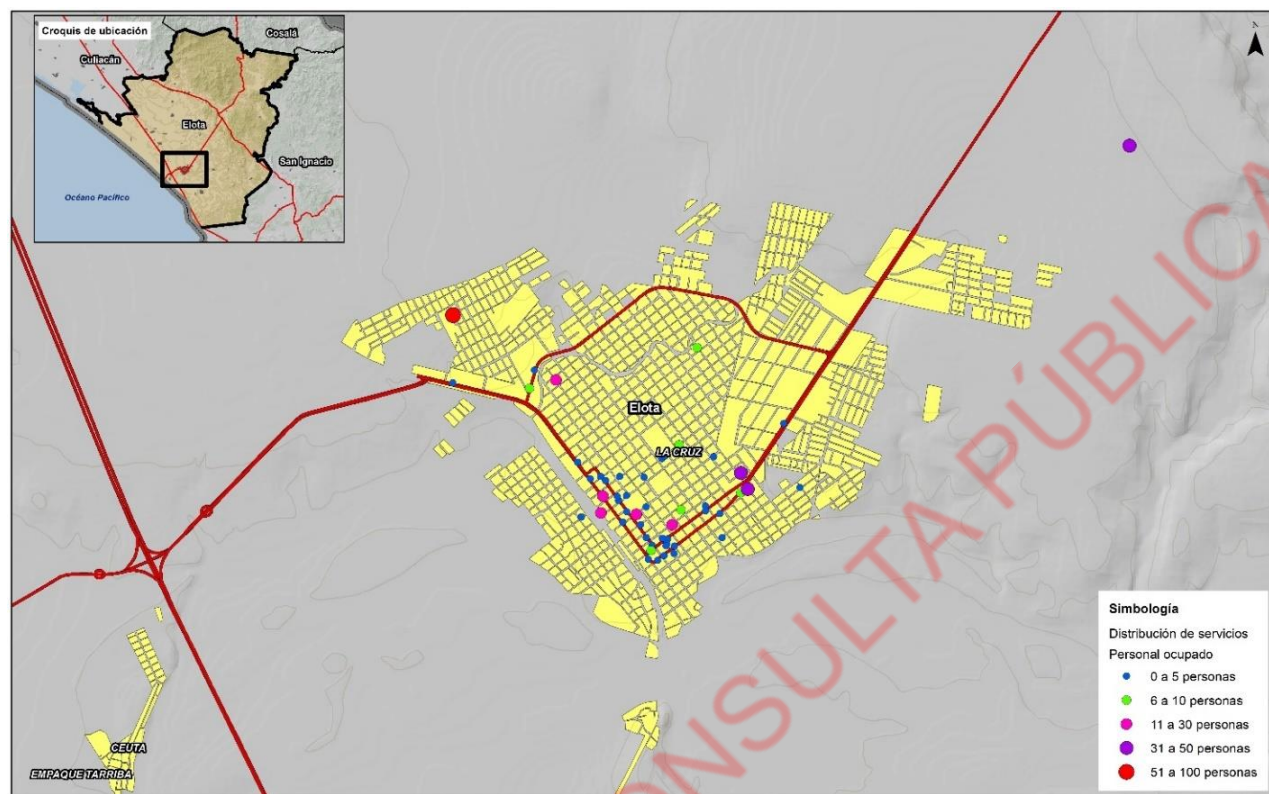 Croquis de ubicación
Cosalá
Culiacán
Elota
San Ignacio
Océano Pacífico
N
Elota
LA CRUZ
CEUTA
EMPAQUE TARRIBA
CONSULTA PÚBLICA
Simbología
Distribución de servicios
Personal ocupado
0 a 5 personas
6 a 10 personas
11 a 30 personas
31 a 50 personas
51 a 100 personas